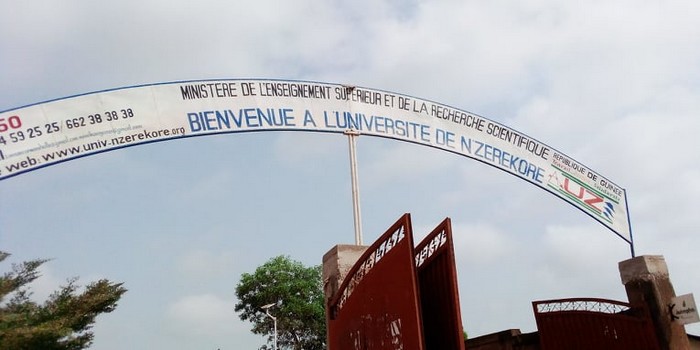 MINISTERE DE L'ENSEIGNEMENT SUPERIEUR ET DE LA RECHERCHE SCIENTIFIQUE
BIENVENUE A L'UNIVERSITE DE N'ZEREKORE
REPUBLIQUE DE GUINEE
UZ
50
4 59 25 25/ 662 38 38 38
web: www.univ-nzerekore.org